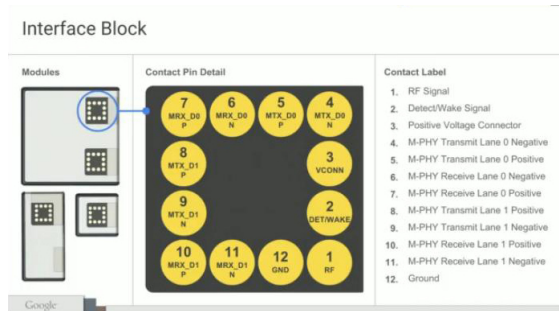 Interface Block
Modules
Contact Pin Detail
7
MRX_D0
P
6
MRX_D0
N
5
MTX_D0
P
4
MTX_D0
N
8
MTX_D1
P
3
VCONN
9
MTX_D1
N
2
DET/WAKE
10
MRX_D1
P
11
MRX_D1
N
12
GND
1
RF
Contact Label
1. RF Signal
2. Detect/Wake Signal
3. Positive Voltage Connector
4. M-PHY Transmit Lane 0 Negative
5. M-PHY Transmit Lane 0 Positive
6. M-PHY Receive Lane 0 Negative
7. M-PHY Receive Lane 0 Positive
8. M-PHY Transmit Lane 1 Positive
9. M-PHY Transmit Lane 1 Negative
10. M-PHY Receive Lane 1 Positive
11. M-PHY Receive Lane 1 Negative
12. Ground
Google